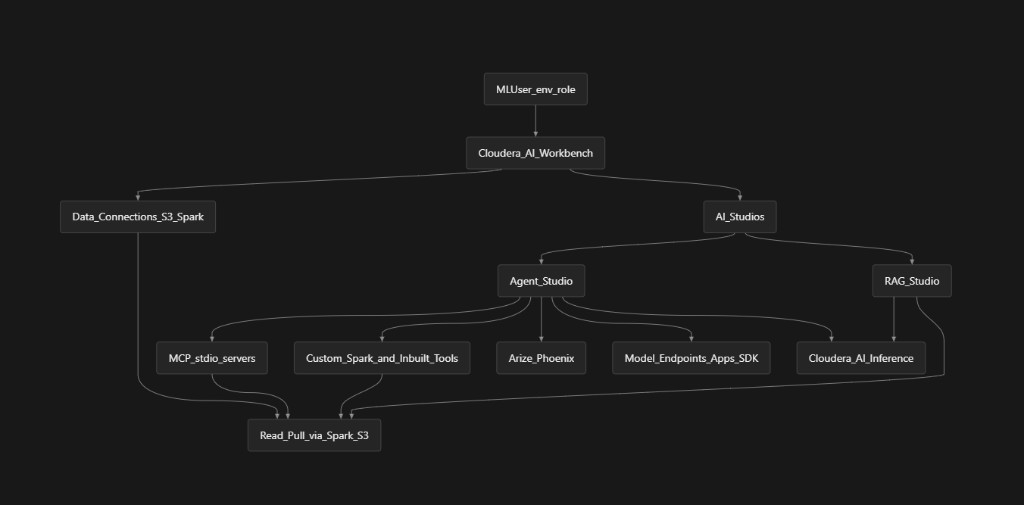 MLUser_env_role
Cloudera_AI_Workbench
Data_Connections_S3_Spark
AI_Studios
Agent_Studio
RAG_Studio
MCP_stdio_servers
Custom_Spark_and_Inbuilt_Tools
Arize_Phoenix
Model_Endpoints_Apps_SDK
Cloudera_AI_Inference
Read_Pull_via_Spark_S3